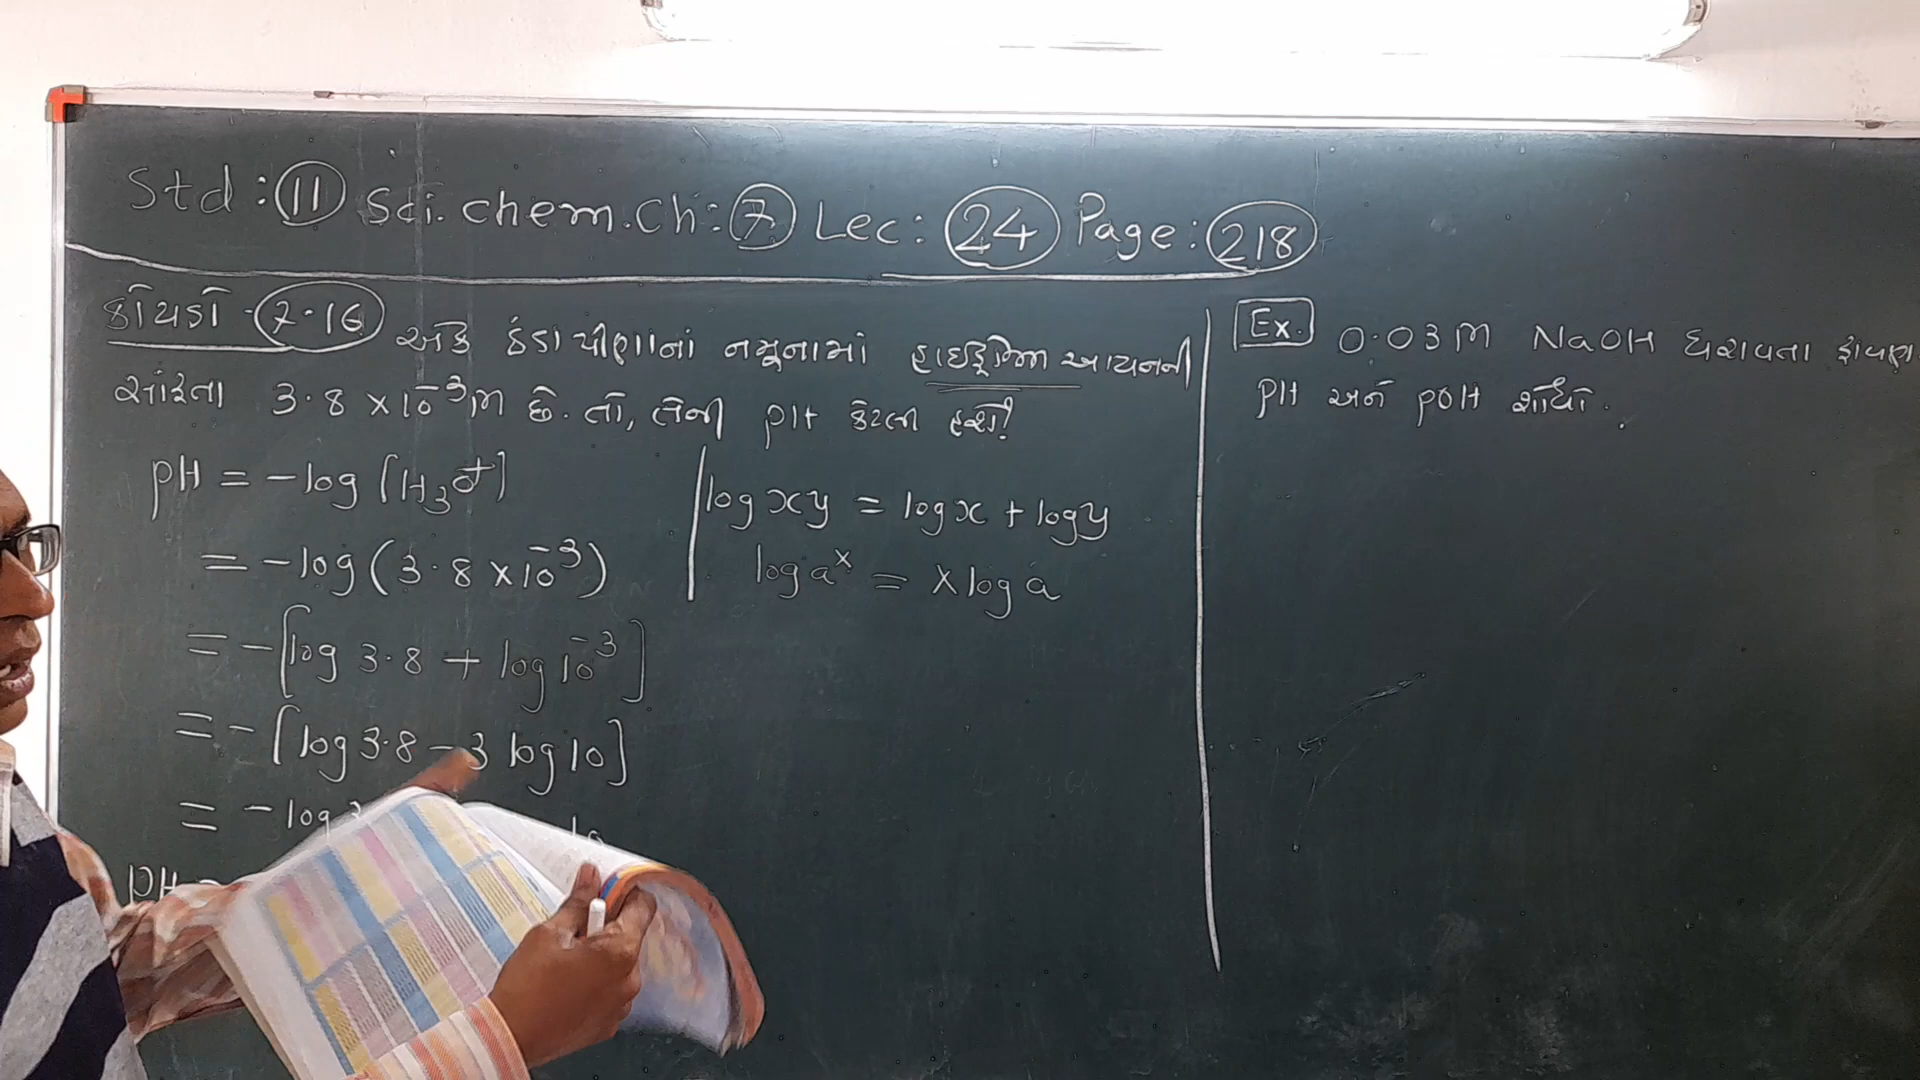 Std : 11 Sci. chem. Ch : 7 Lec : 24 Page : 218
કોયડો - 7.16 એક ઠંડા પીણાનાં નમૂનામાં હાઇડ્રોજન આયનની
સાંદ્રતા 3.8 × 10⁻³ M છે. તો, તેની pH કેટલી હશે?
pH = - log [H₃O⁺]
= - log (3.8 × 10⁻³)
= - [log 3.8 + log 10⁻³]
= - [log 3.8 - 3 log 10]
= - log
pH =
log xy = log x + log y
log aˣ = x log a
Ex. 0.03 M NaOH ધરાવતા દ્રાવણ
pH અને pOH શોધો.